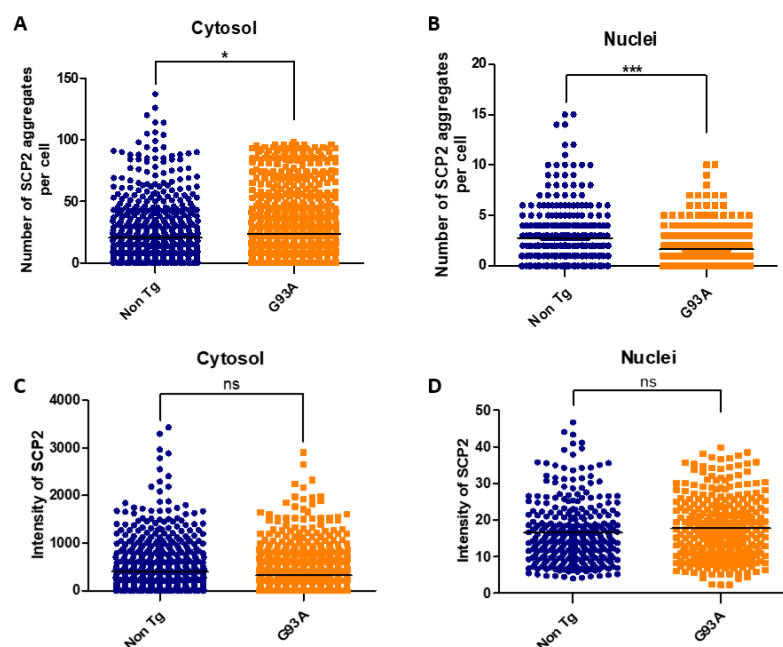 A
Cytosol
*
Number of SCP2 aggregates
per cell
150
100
50
0
Non Tg
G93A
B
Nuclei
***
Number of SCP2 aggregates
per cell
20
15
10
5
0
Non Tg
G93A
C
Cytosol
ns
Intensity of SCP2
4000
3000
2000
1000
0
Non Tg
G93A
D
Nuclei
ns
Intensity of SCP2
50
40
30
20
10
0
Non Tg
G93A